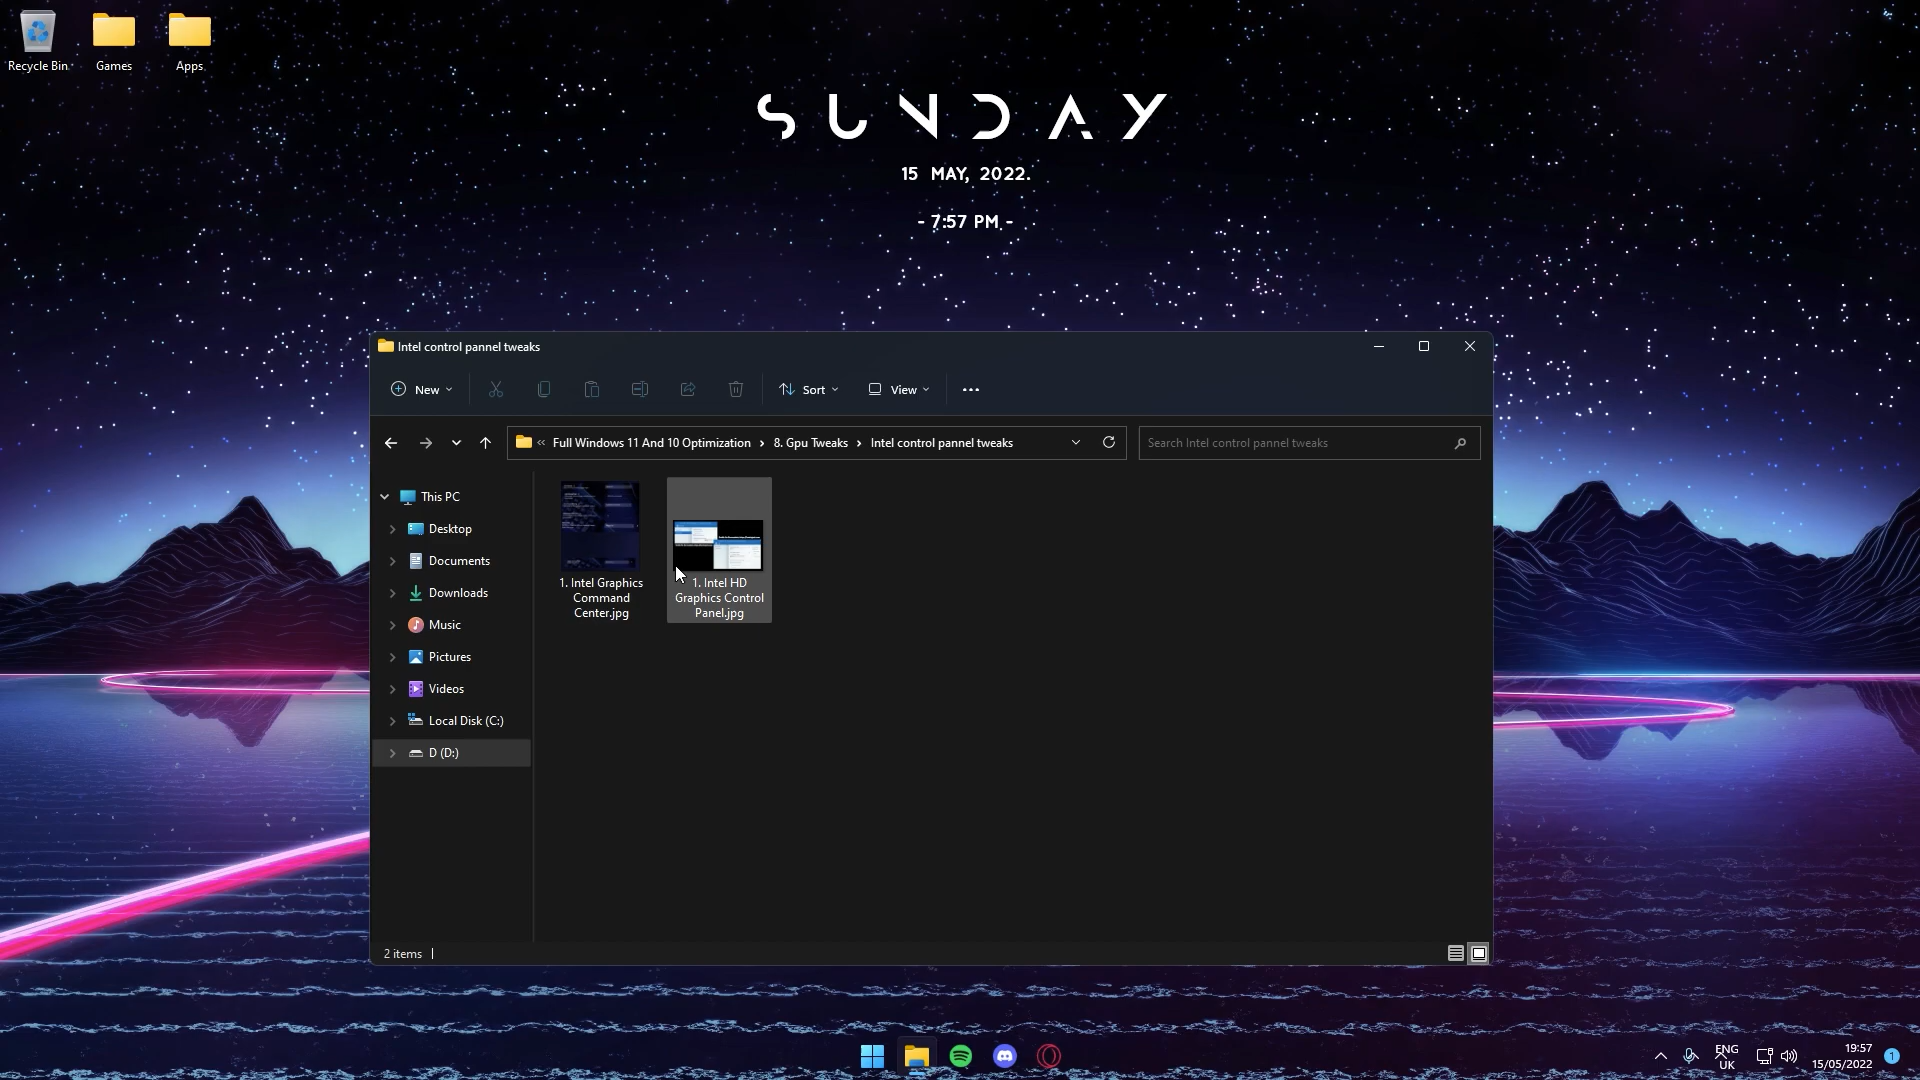 Recycle Bin
Games
Apps
SUNDAY
15 MAY, 2022.
- 7:57 PM -
Intel control pannel tweaks
New
Sort
View
« Full Windows 11 And 10 Optimization > 8. Gpu Tweaks > Intel control pannel tweaks
Search Intel control pannel tweaks
This PC
Desktop
Documents
Downloads
Music
Pictures
Videos
Local Disk (C:)
D (D:)
1. Intel Graphics
Command
Center.jpg
1. Intel HD
Graphics Control
Panel.jpg
2 items
ENG
UK
19:57
15/05/2022
1